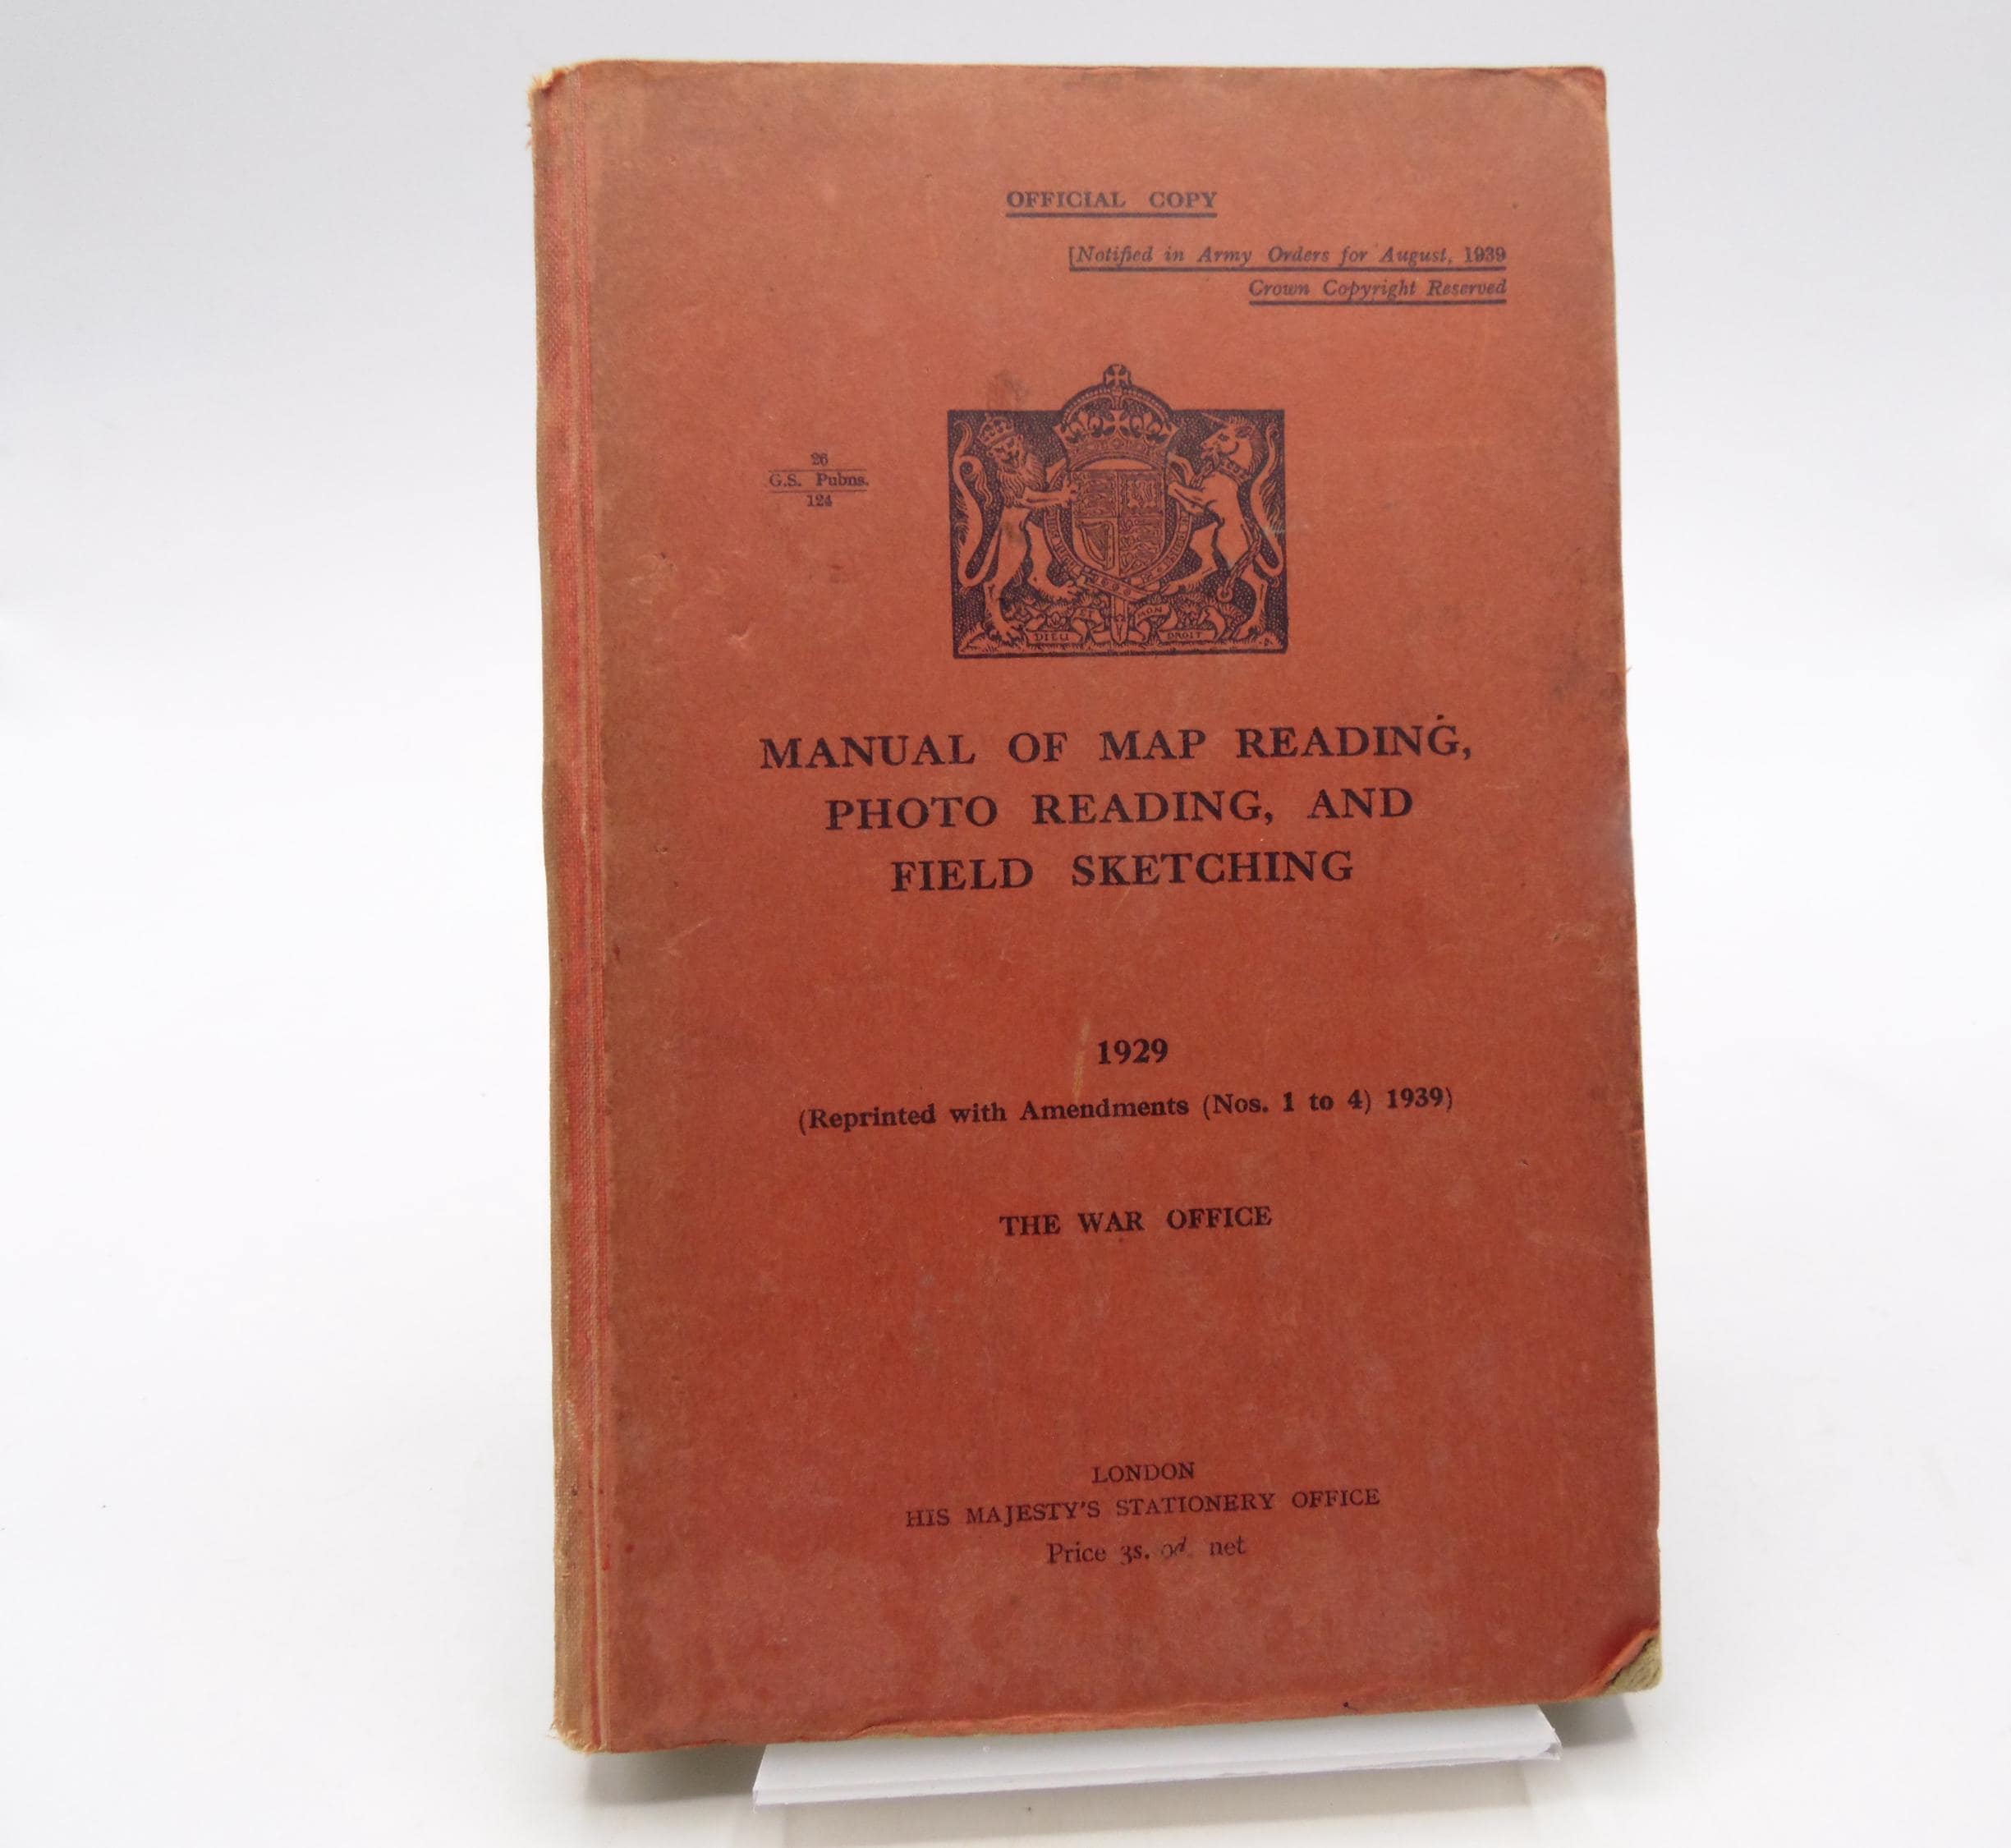 OFFICIAL COPY
[Notified in Army Orders for August, 1939
Crown Copyright Reserved
26
G.S. Pubns.
124
DIEU ET MON DROIT
MANUAL OF MAP READING,
PHOTO READING, AND
FIELD SKETCHING
1929
(Reprinted with Amendments (Nos. 1 to 4) 1939)
THE WAR OFFICE
LONDON
HIS MAJESTY'S STATIONERY OFFICE
Price 3s. 0d. net